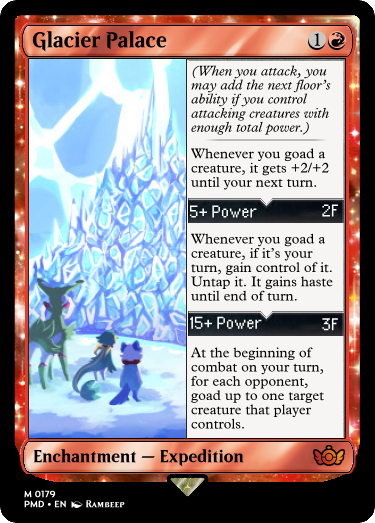 Glacier Palace 1
(When you attack, you
may add the next floor's
ability if you control
attacking creatures with
enough total power.)
Whenever you goad a
creature, it gets +2/+2
until your next turn.
5+ Power 2F
Whenever you goad a
creature, if it's your
turn, gain control of it.
Untap it. It gains haste
until end of turn.
15+ Power 3F
At the beginning of
combat on your turn,
for each opponent,
goad up to one target
creature that player
controls.
Enchantment — Expedition
M 0179
PMD • EN Rambeep